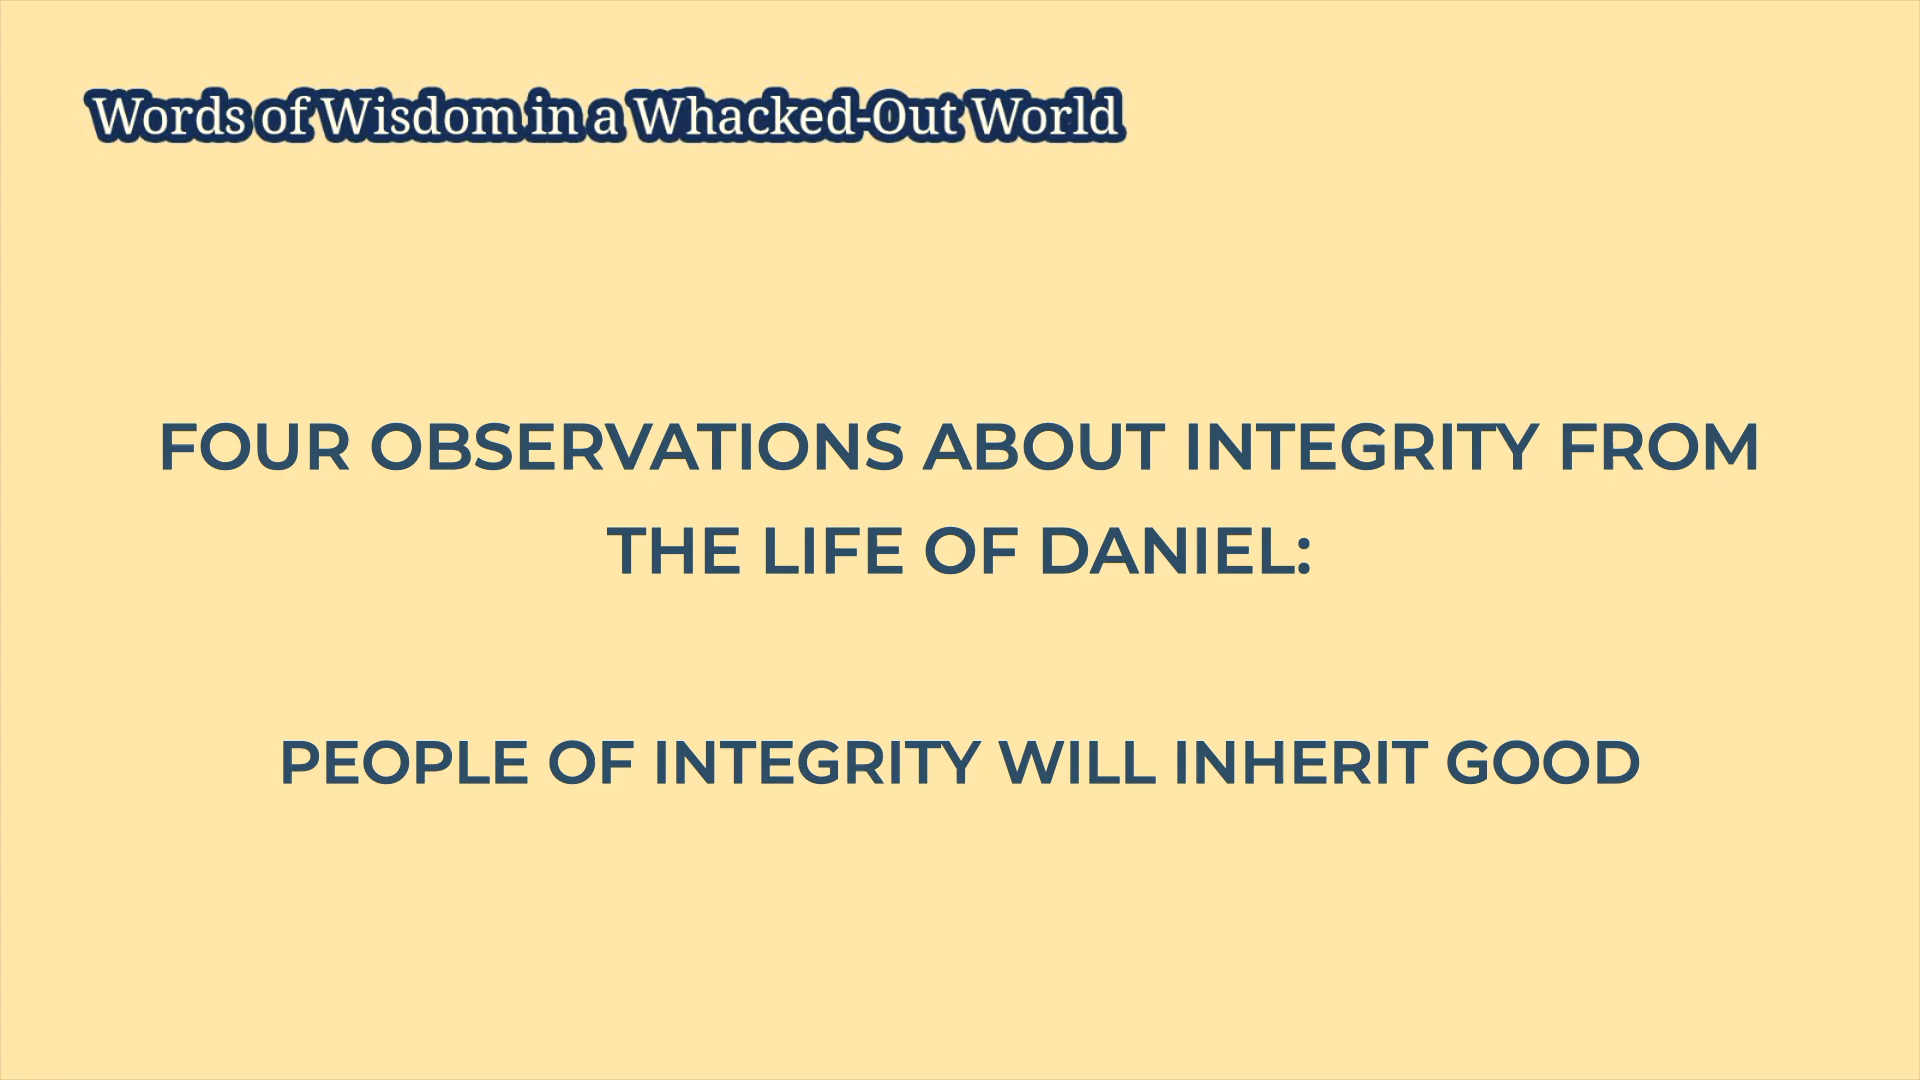 Words of Wisdom in a Whacked-Out World
FOUR OBSERVATIONS ABOUT INTEGRITY FROM
THE LIFE OF DANIEL:
PEOPLE OF INTEGRITY WILL INHERIT GOOD